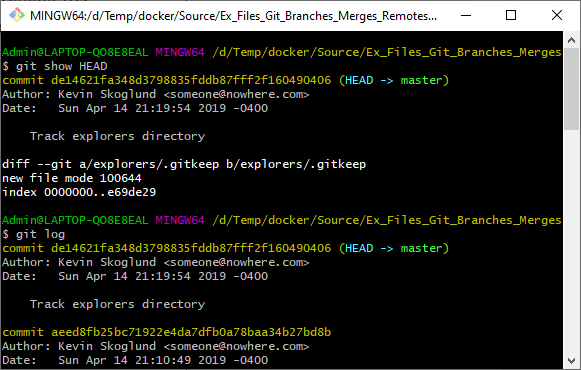 MINGW64:/d/Temp/docker/Source/Ex_Files_Git_Branches_Merges_Remotes...
Admin@LAPTOP-QO8E8EAL MINGW64 /d/Temp/docker/Source/Ex_Files_Git_Branches_Merges
$ git show HEAD
commit de14621fa348d3798835fddb87fff2f160490406 (HEAD -> master)
Author: Kevin Skoglund <someone@nowhere.com>
Date:   Sun Apr 14 21:19:54 2019 -0400
Track explorers directory
diff --git a/explorers/.gitkeep b/explorers/.gitkeep
new file mode 100644
index 0000000..e69de29
Admin@LAPTOP-QO8E8EAL MINGW64 /d/Temp/docker/Source/Ex_Files_Git_Branches_Merges
$ git log
commit de14621fa348d3798835fddb87fff2f160490406 (HEAD -> master)
Author: Kevin Skoglund <someone@nowhere.com>
Date:   Sun Apr 14 21:19:54 2019 -0400
Track explorers directory
commit aeed8fb25bc71922e4da7dfb0a78baa34b27bd8b
Author: Kevin Skoglund <someone@nowhere.com>
Date:   Sun Apr 14 21:10:49 2019 -0400